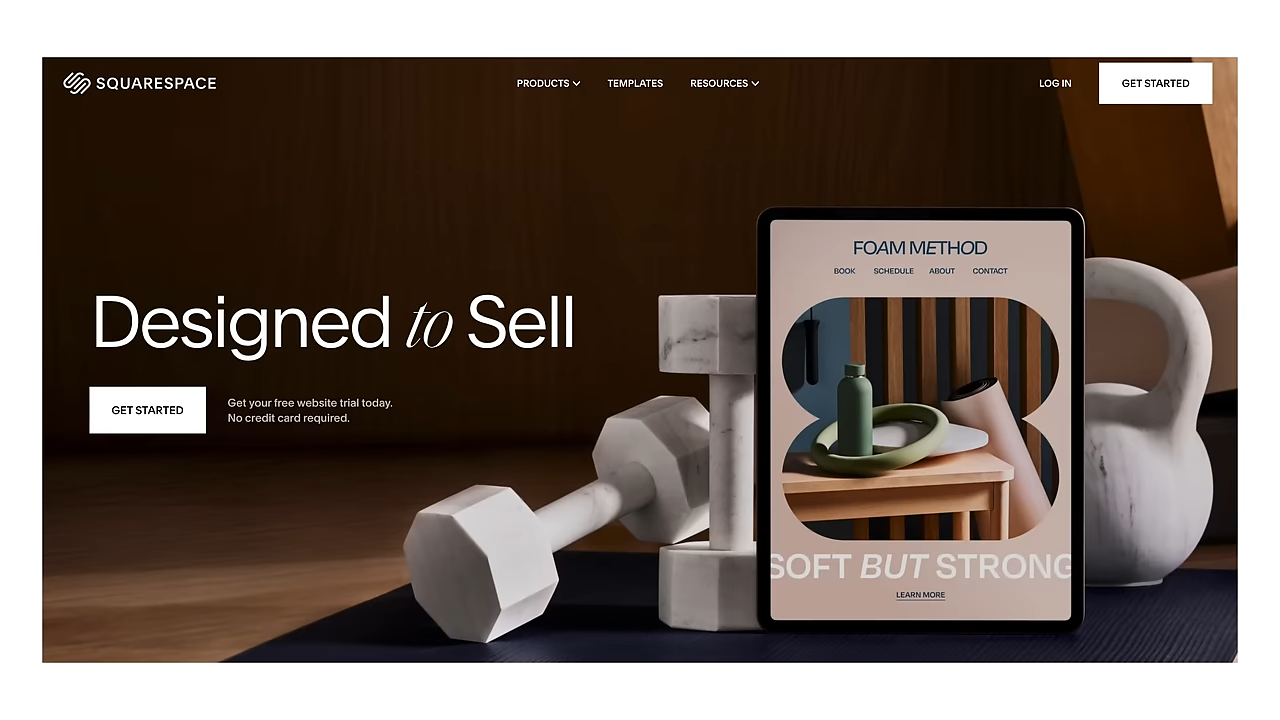 SQUARESPACE
PRODUCTS
TEMPLATES
RESOURCES
LOG IN
GET STARTED
Designed to Sell
GET STARTED
Get your free website trial today.
No credit card required.
FOAM METHOD
BOOK
SCHEDULE
ABOUT
CONTACT
SOFT BUT STRONG
LEARN MORE